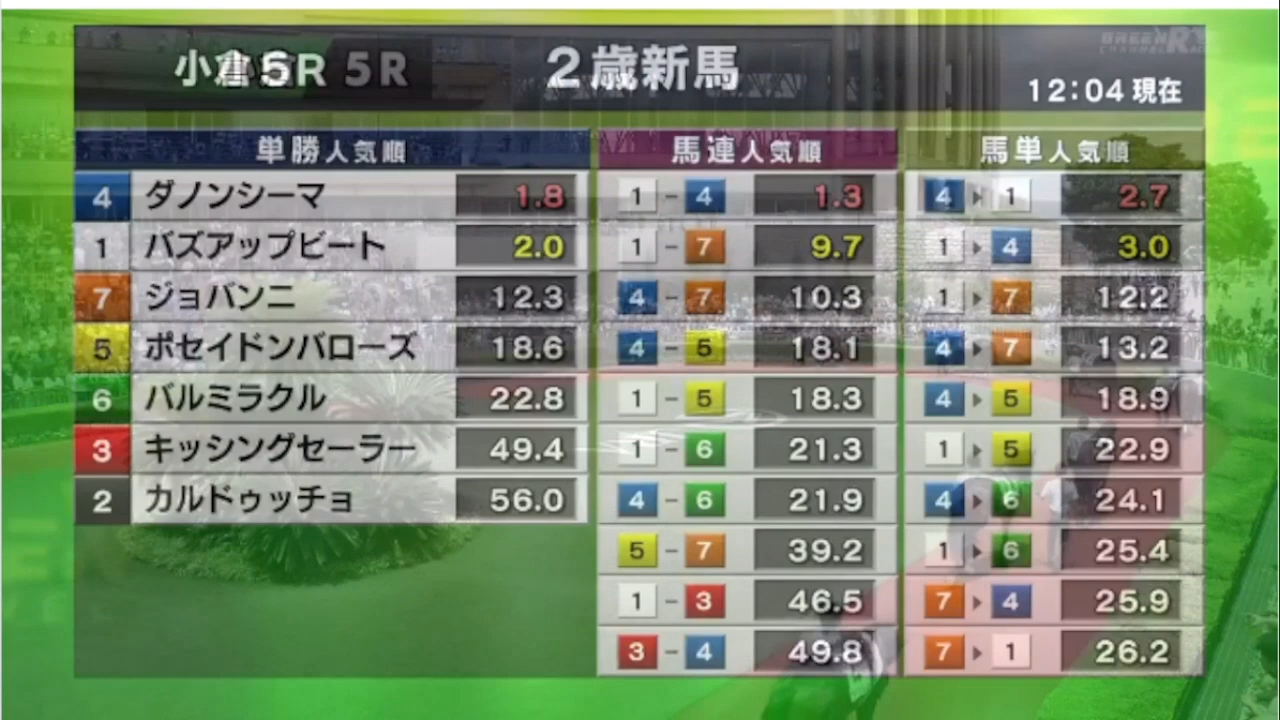 小倉5R 5R 2歳新馬 12:04現在
GREEN CHANNEL
単勝人気順 馬連人気順 馬単人気順
4 ダノンシーマ 1.8 1-4 1.3 4▸1 2.7
1 バズアップビート 2.0 1-7 9.7 1▸4 3.0
7 ジョバンニ 12.3 4-7 10.3 1▸7 12.2
5 ポセイドンバローズ 18.6 4-5 18.1 4▸7 13.2
6 バルミラクル 22.8 1-5 18.3 4▸5 18.9
3 キッシングセーラー 49.4 1-6 21.3 1▸5 22.9
2 カルドゥッチョ 56.0 4-6 21.9 4▸6 24.1
5-7 39.2 1▸6 25.4
1-3 46.5 7▸4 25.9
3-4 49.8 7▸1 26.2